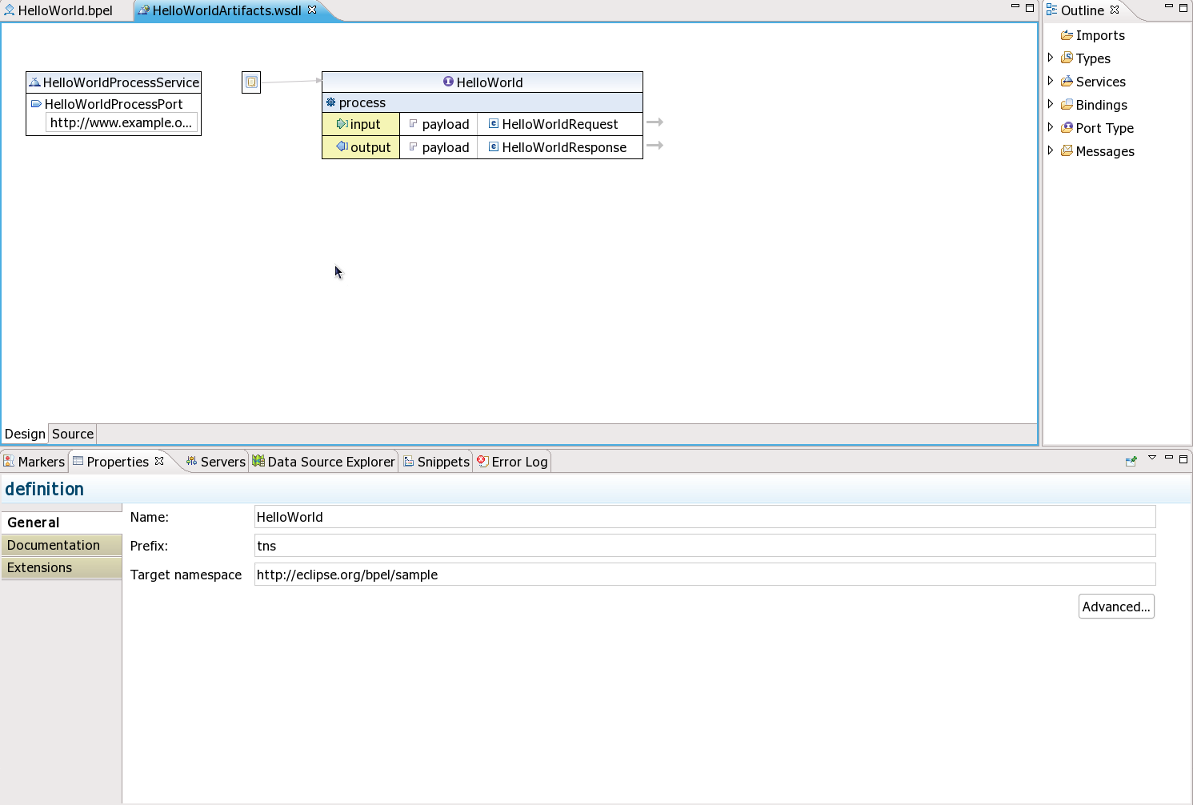 HelloWorld.bpel
HelloWorldArtifacts.wsdl
Outline
Imports
Types
Services
Bindings
Port Type
Messages
HelloWorldProcessService
HelloWorldProcessPort
http://www.example.o...
HelloWorld
process
input payload HelloWorldRequest
output payload HelloWorldResponse
Design Source
Markers Properties Servers Data Source Explorer Snippets Error Log
definition
General
Documentation
Extensions
Name: HelloWorld
Prefix: tns
Target namespace http://eclipse.org/bpel/sample
Advanced...